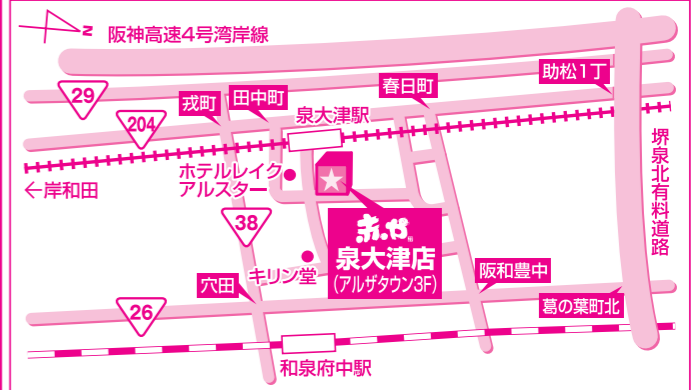 N
阪神高速4号湾岸線
29
204
戎町
田中町
春日町
助松1丁
泉大津駅
←岸和田
ホテルレイク
アルスター
堺泉北有料道路
38
赤い
泉大津店
(アルザタウン3F)
キリン堂
穴田
阪和豊中
葛の葉町北
26
和泉府中駅